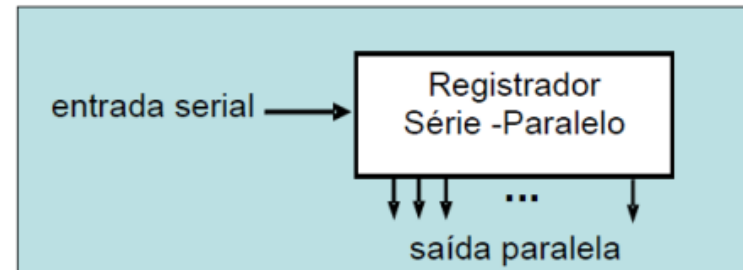 Registrador
entrada serial
Série -Paralelo
...
saída paralela